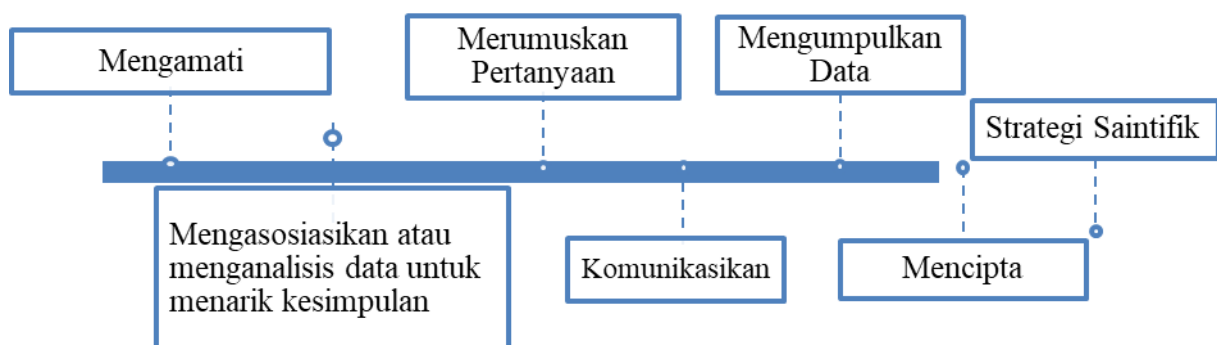 Mengamati
Merumuskan
Pertanyaan
Mengumpulkan
Data
Strategi Saintifik
Mengasosiasikan atau
menganalisis data untuk
menarik kesimpulan
Komunikasikan
Mencipta